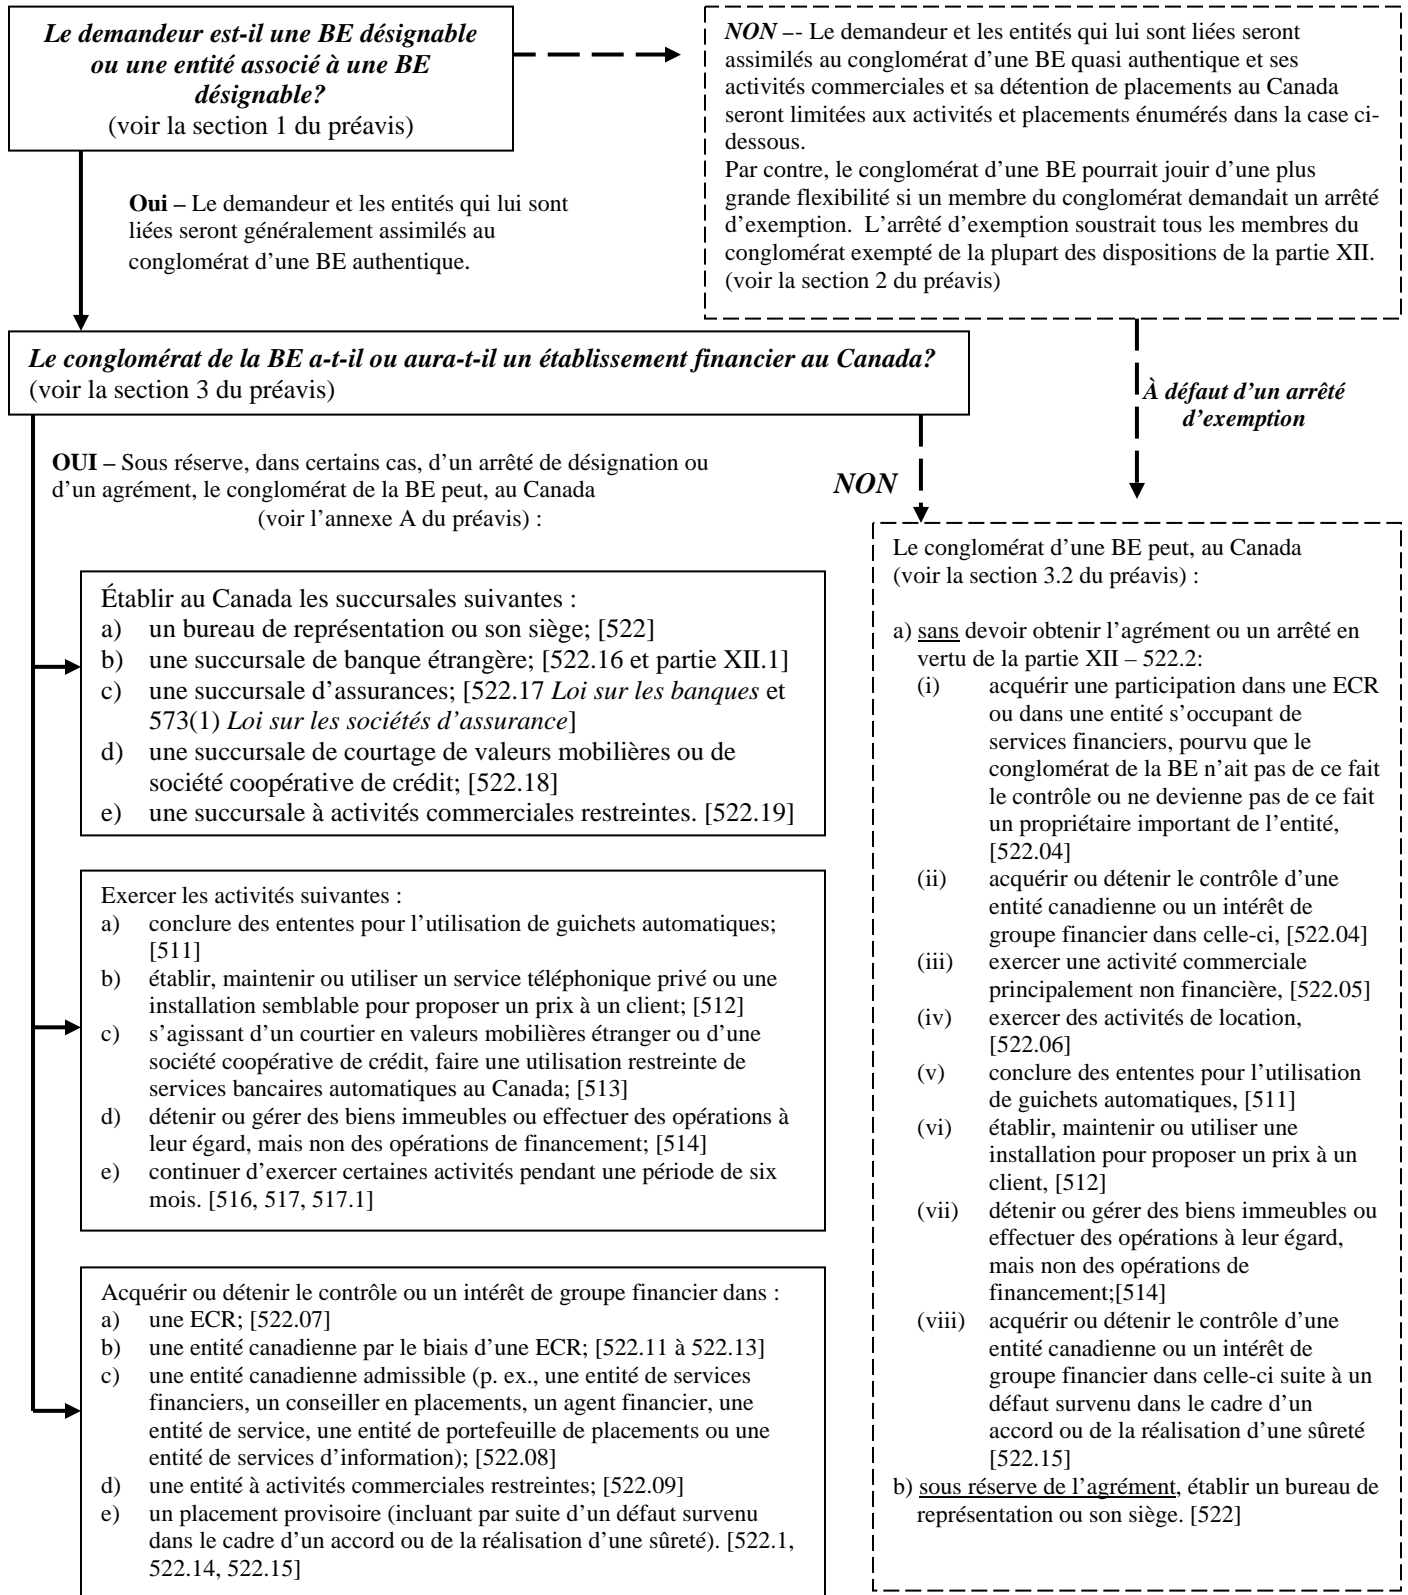 Le demandeur est-il une BE désignable
ou une entité associé à une BE
désignable?
(voir la section 1 du préavis)
NON –- Le demandeur et les entités qui lui sont liées seront
assimilés au conglomérat d’une BE quasi authentique et ses
activités commerciales et sa détention de placements au Canada
seront limitées aux activités et placements énumérés dans la case ci-
dessous.
Par contre, le conglomérat d’une BE pourrait jouir d’une plus
grande flexibilité si un membre du conglomérat demandait un arrêté
d’exemption. L’arrêté d’exemption soustrait tous les membres du
conglomérat exempté de la plupart des dispositions de la partie XII.
(voir la section 2 du préavis)
Oui – Le demandeur et les entités qui lui sont
liées seront généralement assimilés au
conglomérat d’une BE authentique.
Le conglomérat de la BE a-t-il ou aura-t-il un établissement financier au Canada?
(voir la section 3 du préavis)
À défaut d’un arrêté
d’exemption
OUI – Sous réserve, dans certains cas, d’un arrêté de désignation ou
d’un agrément, le conglomérat de la BE peut, au Canada
(voir l’annexe A du préavis) :
NON
Établir au Canada les succursales suivantes :
a) un bureau de représentation ou son siège; [522]
b) une succursale de banque étrangère; [522.16 et partie XII.1]
c) une succursale d’assurances; [522.17 Loi sur les banques et
573(1) Loi sur les sociétés d’assurance]
d) une succursale de courtage de valeurs mobilières ou de
société coopérative de crédit; [522.18]
e) une succursale à activités commerciales restreintes. [522.19]
Exercer les activités suivantes :
a) conclure des ententes pour l’utilisation de guichets automatiques;
[511]
b) établir, maintenir ou utiliser un service téléphonique privé ou une
installation semblable pour proposer un prix à un client; [512]
c) s’agissant d’un courtier en valeurs mobilières étranger ou d’une
société coopérative de crédit, faire une utilisation restreinte de
services bancaires automatiques au Canada; [513]
d) détenir ou gérer des biens immeubles ou effectuer des opérations à
leur égard, mais non des opérations de financement; [514]
e) continuer d’exercer certaines activités pendant une période de six
mois. [516, 517, 517.1]
Acquérir ou détenir le contrôle ou un intérêt de groupe financier dans :
a) une ECR; [522.07]
b) une entité canadienne par le biais d’une ECR; [522.11 à 522.13]
c) une entité canadienne admissible (p. ex., une entité de services
financiers, un conseiller en placements, un agent financier, une
entité de service, une entité de portefeuille de placements ou une
entité de services d’information); [522.08]
d) une entité à activités commerciales restreintes; [522.09]
e) un placement provisoire (incluant par suite d’un défaut survenu
dans le cadre d’un accord ou de la réalisation d’une sûreté). [522.1,
522.14, 522.15]
Le conglomérat d’une BE peut, au Canada
(voir la section 3.2 du préavis) :
a) sans devoir obtenir l’agrément ou un arrêté en
vertu de la partie XII – 522.2:
(i) acquérir une participation dans une ECR
ou dans une entité s’occupant de
services financiers, pourvu que le
conglomérat de la BE n’ait pas de ce fait
le contrôle ou ne devienne pas de ce fait
un propriétaire important de l’entité,
[522.04]
(ii) acquérir ou détenir le contrôle d’une
entité canadienne ou un intérêt de
groupe financier dans celle-ci, [522.04]
(iii) exercer une activité commerciale
principalement non financière, [522.05]
(iv) exercer des activités de location,
[522.06]
(v) conclure des ententes pour l’utilisation
de guichets automatiques, [511]
(vi) établir, maintenir ou utiliser une
installation pour proposer un prix à un
client, [512]
(vii) détenir ou gérer des biens immeubles ou
effectuer des opérations à leur égard,
mais non des opérations de
financement;[514]
(viii) acquérir ou détenir le contrôle d’une
entité canadienne ou un intérêt de
groupe financier dans celle-ci suite à un
défaut survenu dans le cadre d’un
accord ou de la réalisation d’une sûreté
[522.15]
b) sous réserve de l’agrément, établir un bureau de
représentation ou son siège. [522]